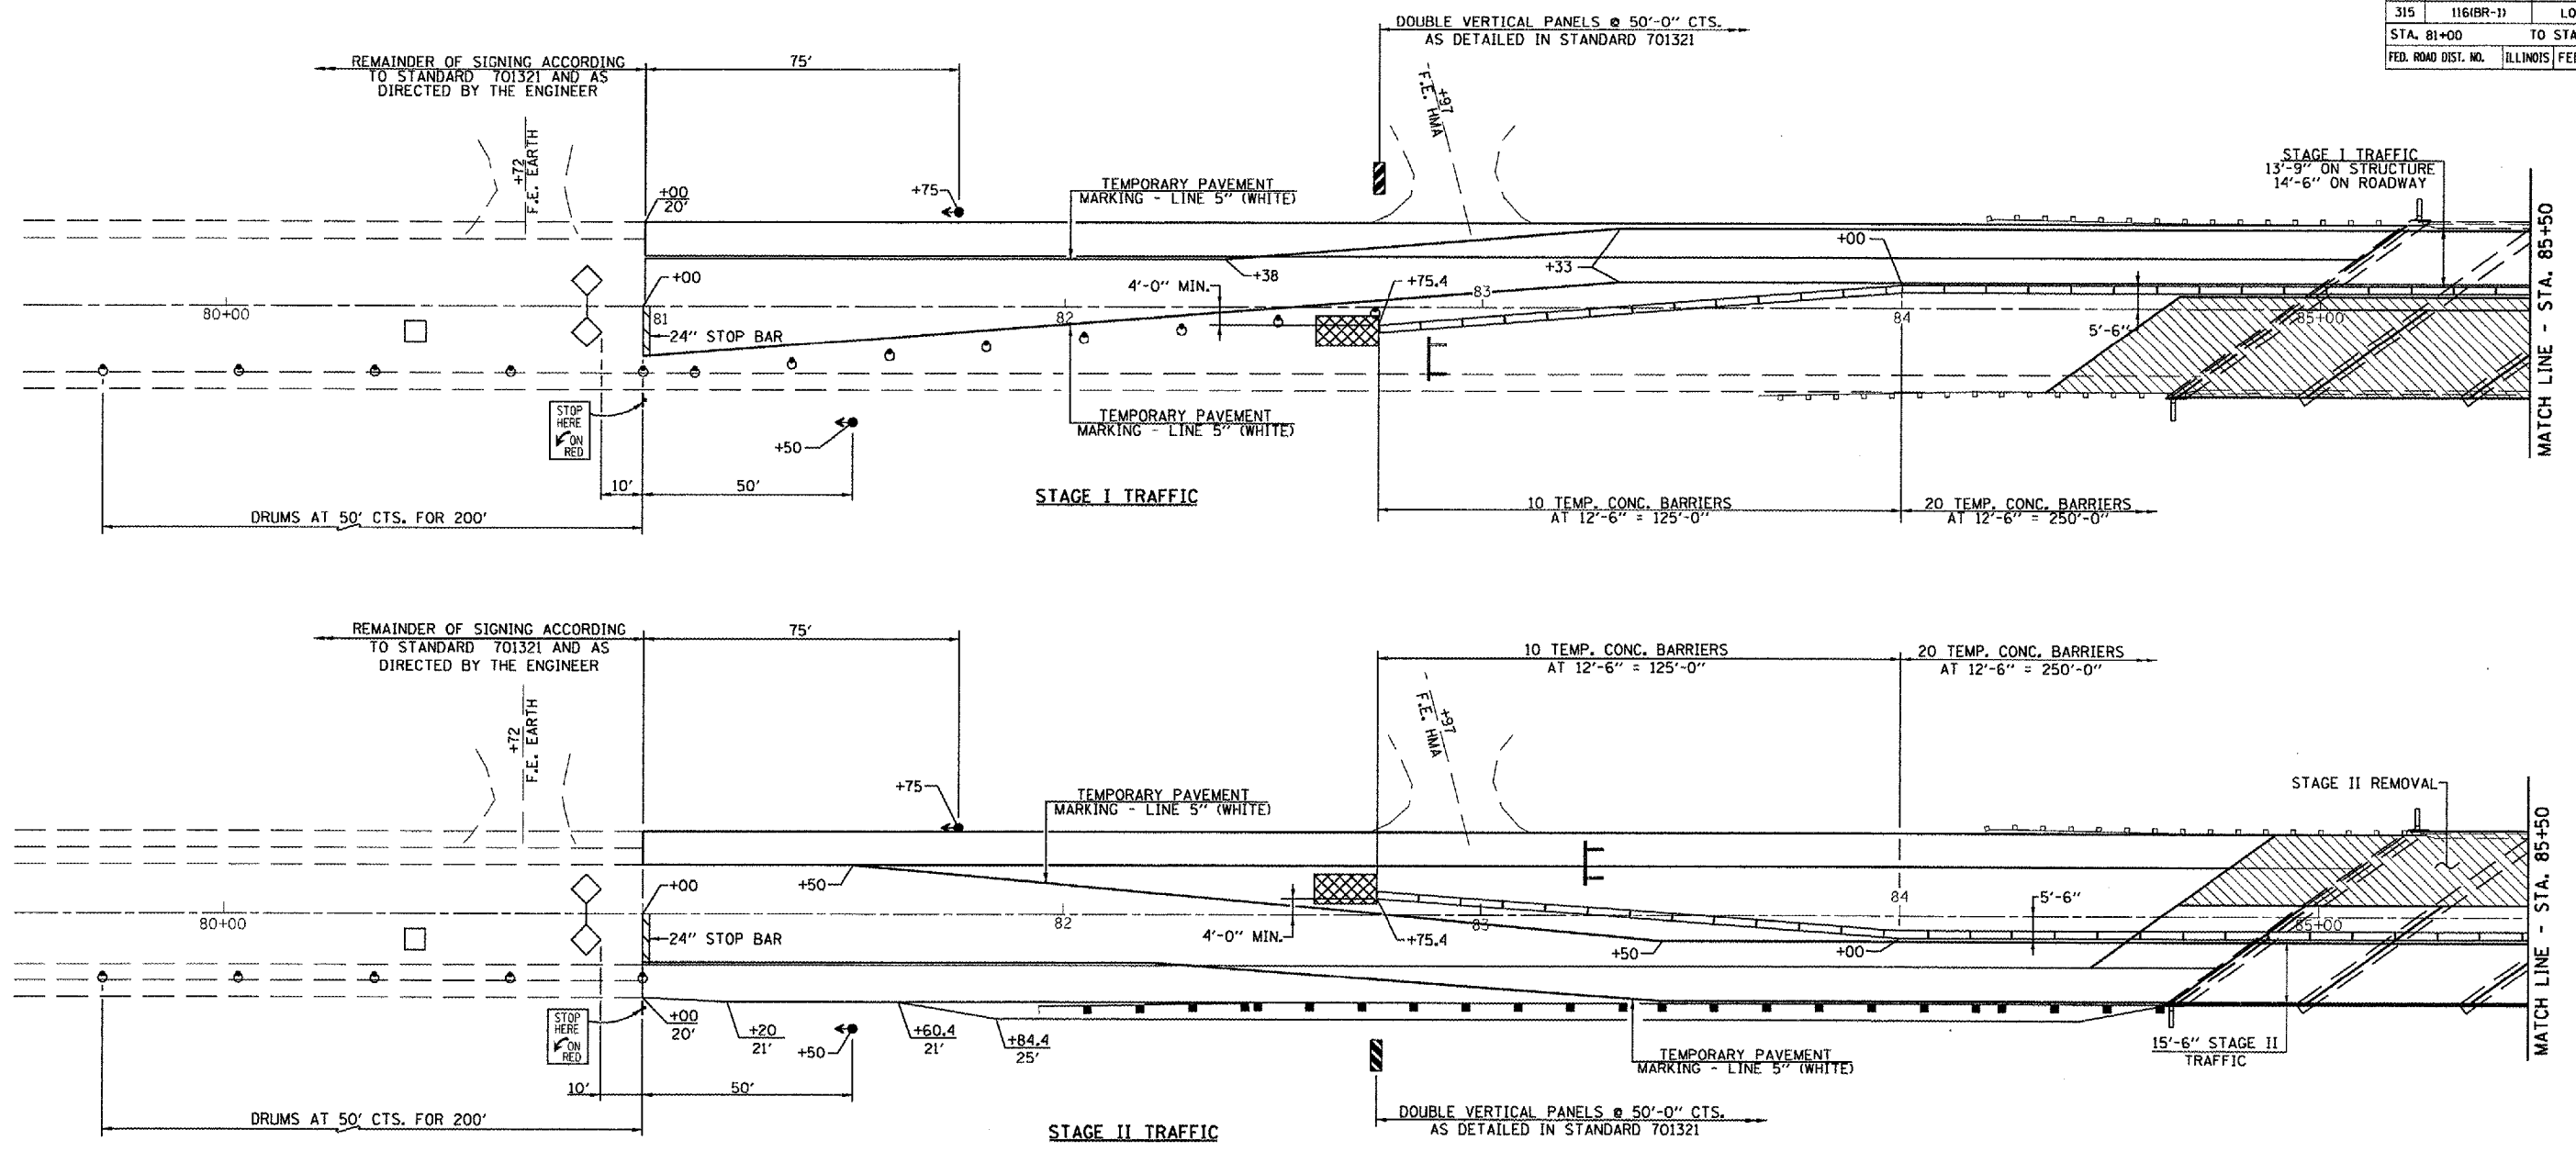 315 116(BR-1) LO
STA. 81+00 TO STA
FED. ROAD DIST. NO. ILLINOIS FE
DOUBLE VERTICAL PANELS @ 50'-0" CTS.
AS DETAILED IN STANDARD 701321
REMAINDER OF SIGNING ACCORDING
TO STANDARD 701321 AND AS
DIRECTED BY THE ENGINEER
75'
+72
F.E. EARTH
+97
F.E. HMA
+00
20'
+75
TEMPORARY PAVEMENT
MARKING - LINE 5" (WHITE)
STAGE I TRAFFIC
13'-9" ON STRUCTURE
14'-6" ON ROADWAY
+00
+38
4'-0" MIN.
+33
+75.4
+00
80+00
81
82
83
84
85+00
24" STOP BAR
5'-6"
STOP
HERE
ON
RED
TEMPORARY PAVEMENT
MARKING - LINE 5" (WHITE)
+50
10'
50'
STAGE I TRAFFIC
DRUMS AT 50' CTS. FOR 200'
10 TEMP. CONC. BARRIERS
AT 12'-6" = 125'-0"
20 TEMP. CONC. BARRIERS
AT 12'-6" = 250'-0"
MATCH LINE - STA. 85+50
REMAINDER OF SIGNING ACCORDING
TO STANDARD 701321 AND AS
DIRECTED BY THE ENGINEER
75'
10 TEMP. CONC. BARRIERS
AT 12'-6" = 125'-0"
20 TEMP. CONC. BARRIERS
AT 12'-6" = 250'-0"
+72
F.E. EARTH
+97
F.E. HMA
+75
TEMPORARY PAVEMENT
MARKING - LINE 5" (WHITE)
STAGE II REMOVAL
+00
+50
80+00
82
83
84
85+00
24" STOP BAR
4'-0" MIN.
+75.4
+50
+00
5'-6"
STOP
HERE
ON
RED
+00
20'
+20
21'
+50
+60.4
21'
+84.4
25'
TEMPORARY PAVEMENT
MARKING - LINE 5" (WHITE)
15'-6" STAGE II
TRAFFIC
10'
50'
DRUMS AT 50' CTS. FOR 200'
STAGE II TRAFFIC
DOUBLE VERTICAL PANELS @ 50'-0" CTS.
AS DETAILED IN STANDARD 701321
MATCH LINE - STA. 85+50